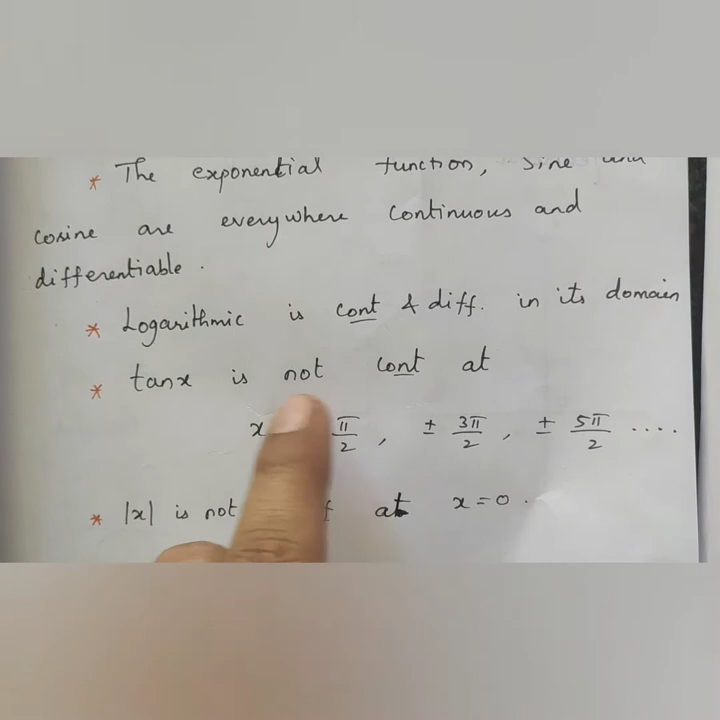 * The exponential function, Sine and
cosine are everywhere continuous and
differentiable.
* Logarithmic is cont & diff. in its domain
* tanx is not cont at
x π/2, ± 3π/2, ± 5π/2 ....
* |x| is not at x=0.